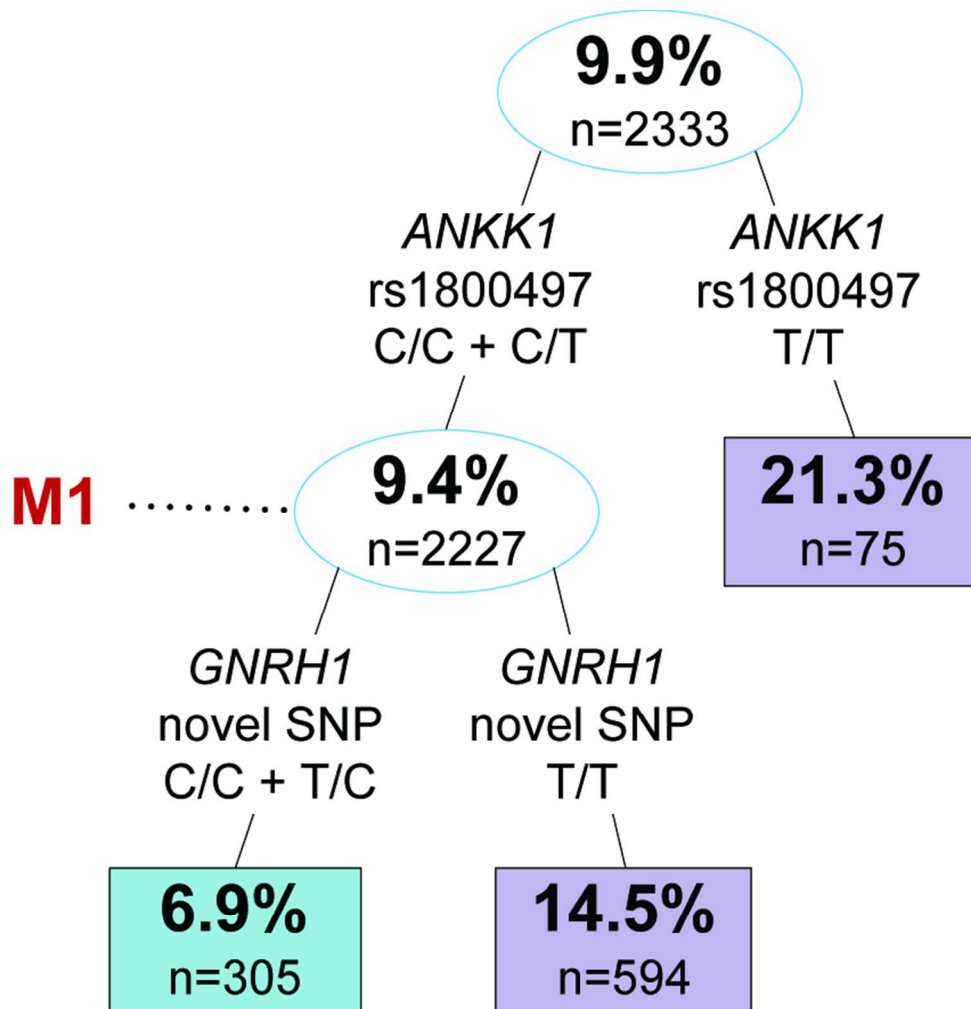 9.9%
n=2333
ANKK1
rs1800497
C/C + C/T
ANKK1
rs1800497
T/T
M1
9.4%
n=2227
21.3%
n=75
GNRH1
novel SNP
C/C + T/C
GNRH1
novel SNP
T/T
6.9%
n=305
14.5%
n=594